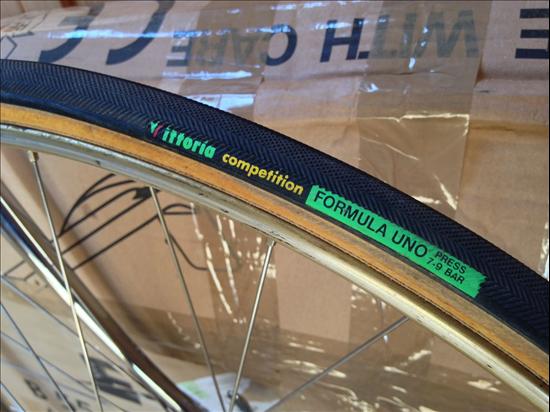 WITH CARE
Vittoria competition FORMULA UNO PRESS
7-9 BAR